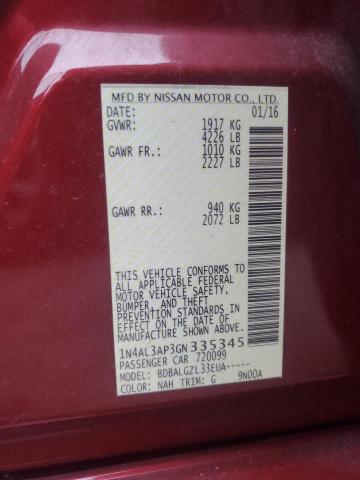 MFD BY NISSAN MOTOR CO., LTD.
DATE: 01/16
GVWR: 1917 KG
4226 LB
GAWR FR.: 1010 KG
2227 LB
GAWR RR.: 940 KG
2072 LB
THIS VEHICLE CONFORMS TO
ALL APPLICABLE FEDERAL
MOTOR VEHICLE SAFETY,
BUMPER, AND THEFT
PREVENTION STANDARDS IN
EFFECT ON THE DATE OF
MANUFACTURE SHOWN ABOVE.
1N4AL3AP3GN335345
PASSENGER CAR 720099
MODEL: BDBALGZL33EUA-----
COLOR: NAH TRIM: G 9N00A